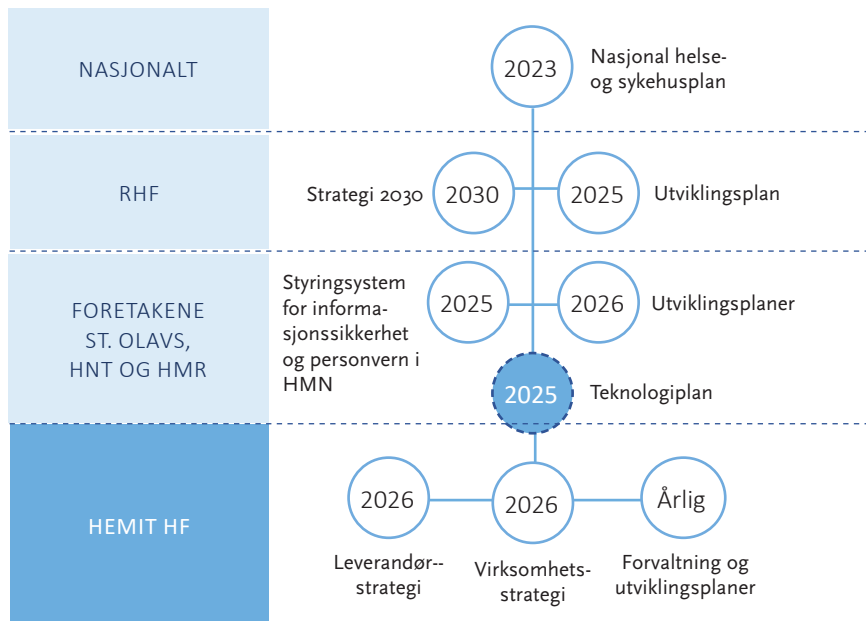 NASJONALT
2023
Nasjonal helse-
og sykehusplan
RHF
Strategi 2030
2030
2025
Utviklingsplan
FORETAKENE
ST. OLAVS,
HNT OG HMR
Styringsystem
for informa-
sjonssikkerhet
og personvern i
HMN
2025
2026
Utviklingsplaner
2025
Teknologiplan
HEMIT HF
2026
2026
Årlig
Leverandør--
strategi
Virksomhets-
strategi
Forvaltning og
utviklingsplaner